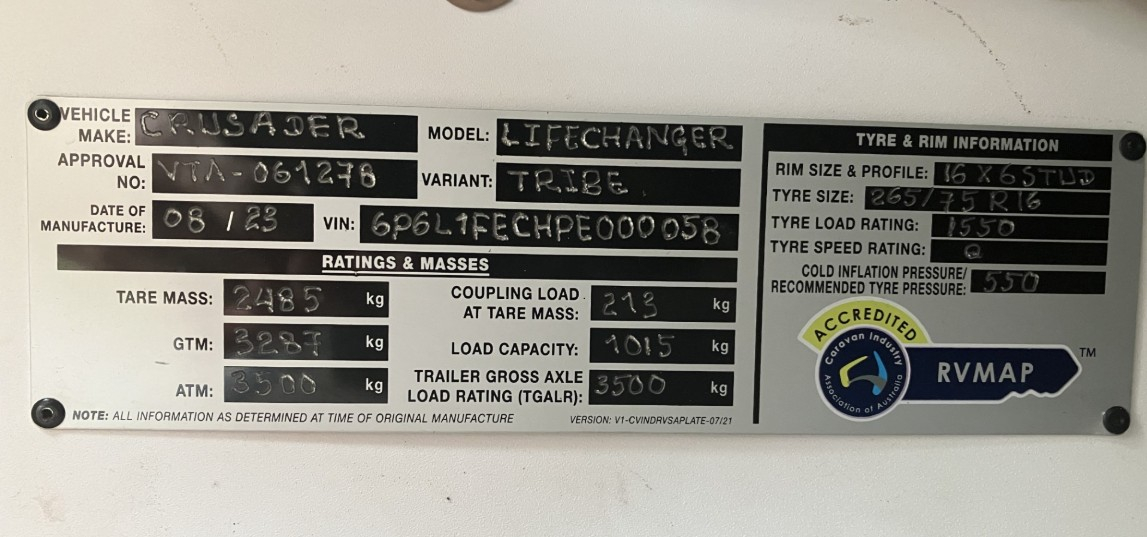 VEHICLE MAKE: CRUSADER MODEL: LIFECHANGER
APPROVAL NO: VTA-061278 VARIANT: TRIBE
DATE OF MANUFACTURE: 08 / 23 VIN: 6P6L1FECHPE000058
RATINGS & MASSES
TARE MASS: 2485 kg COUPLING LOAD AT TARE MASS: 213 kg
GTM: 3287 kg LOAD CAPACITY: 1015 kg
ATM: 3500 kg TRAILER GROSS AXLE LOAD RATING (TGALR): 3500 kg
NOTE: ALL INFORMATION AS DETERMINED AT TIME OF ORIGINAL MANUFACTURE VERSION: V1-CVINDRVSAPLATE-07/21
TYRE & RIM INFORMATION
RIM SIZE & PROFILE: 16 X 6 STUD
TYRE SIZE: 265/75 R16
TYRE LOAD RATING: 1550
TYRE SPEED RATING: Q
COLD INFLATION PRESSURE/ RECOMMENDED TYRE PRESSURE: 550
ACCREDITED
Caravan Industry Association of Australia
RVMAP TM